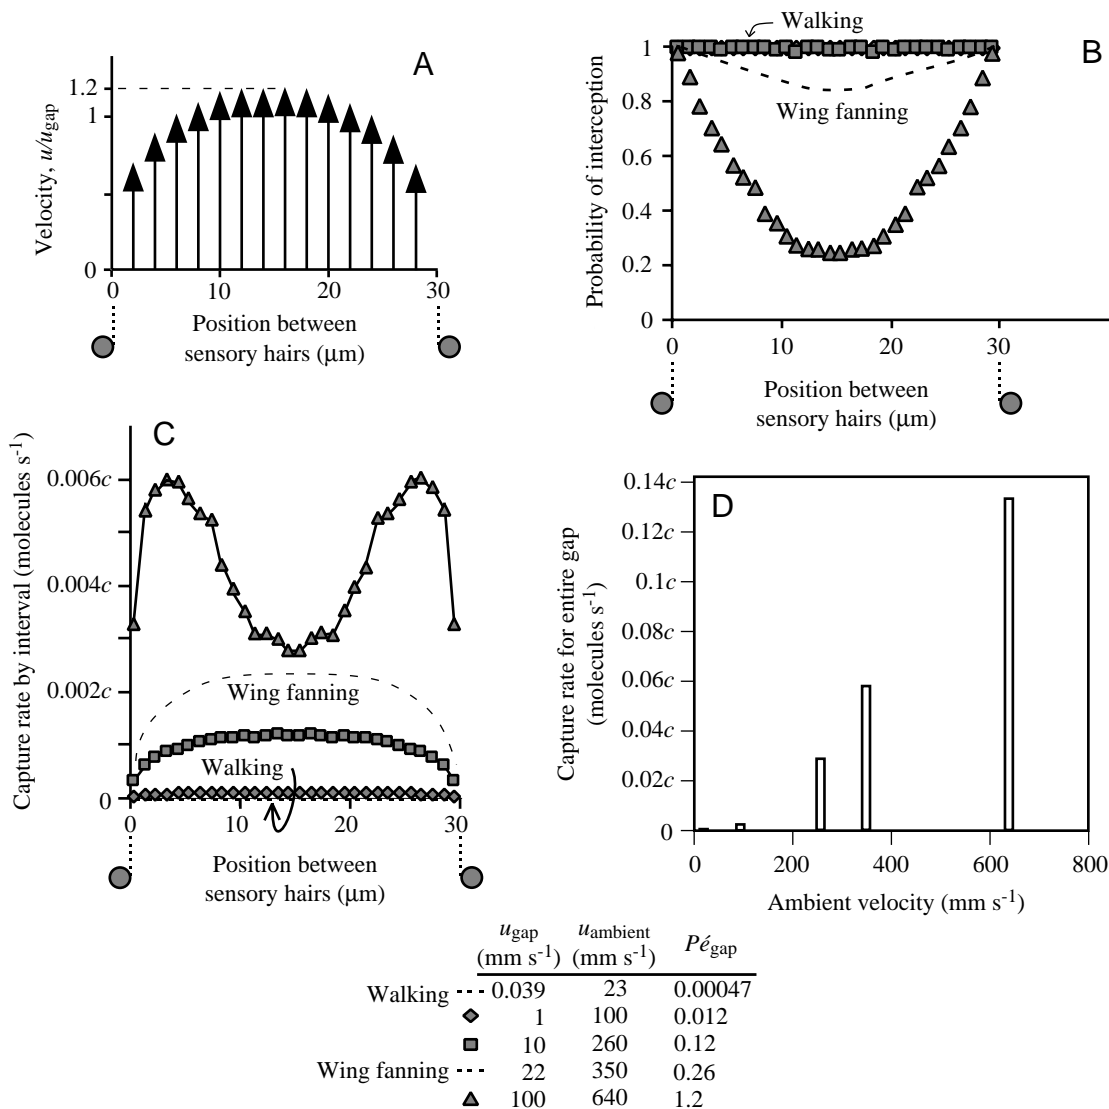 A
1.2
1
0
Velocity, u/u_gap
0 10 20 30
Position between
sensory hairs (μm)
B
Walking
Wing fanning
1
0.8
0.6
0.4
0.2
0
Probability of interception
0 10 20 30
Position between
sensory hairs (μm)
C
0.006c
0.004c
0.002c
0
Capture rate by interval (molecules s⁻¹)
Wing fanning
Walking
0 10 20 30
Position between
sensory hairs (μm)
D
0.14c
0.12c
0.1c
0.08c
0.06c
0.04c
0.02c
0
Capture rate for entire gap
(molecules s⁻¹)
0 200 400 600 800
Ambient velocity (mm s⁻¹)
u_gap u_ambient Pé_gap
(mm s⁻¹) (mm s⁻¹)
Walking 0.039 23 0.00047
1 100 0.012
10 260 0.12
Wing fanning 22 350 0.26
100 640 1.2